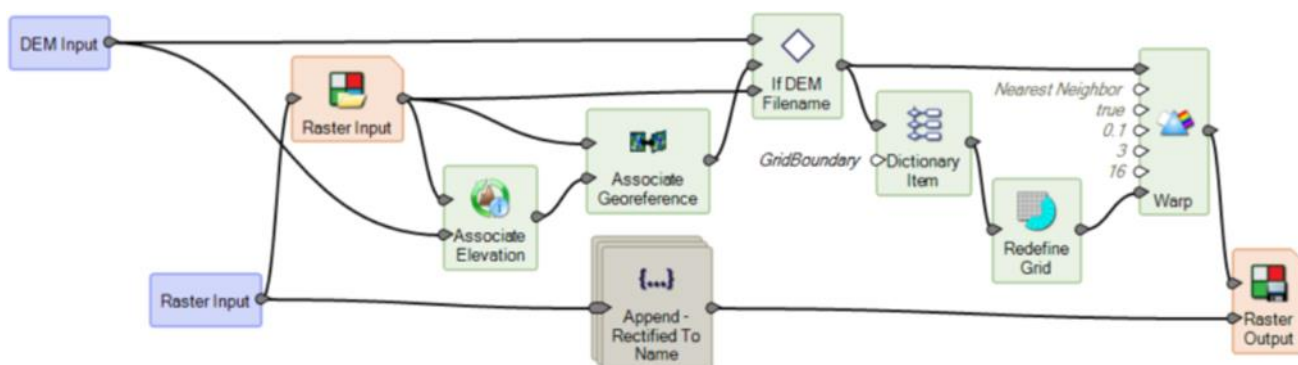 DEM Input
Raster Input
Associate
Elevation
Associate
Georeference
If DEM
Filename
GridBoundary
Dictionary
Item
Redefine
Grid
Nearest Neighbor
true
0.1
3
16
Warp
Raster Input
{...}
Append -
Rectified To
Name
Raster
Output